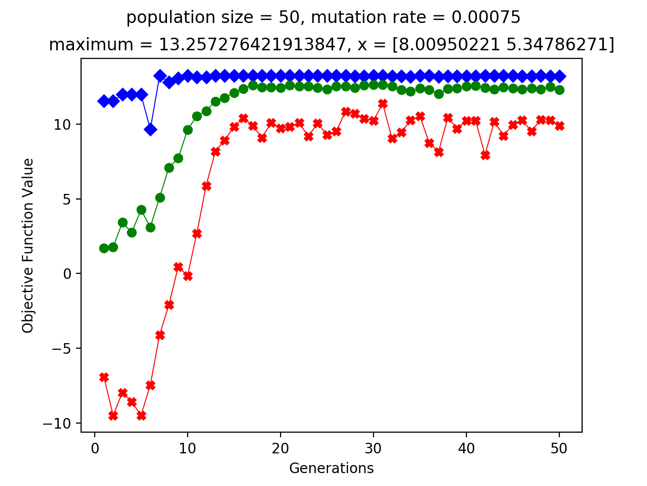 population size = 50, mutation rate = 0.00075
maximum = 13.257276421913847, x = [8.00950221 5.34786271]
10
5
0
−5
−10
Objective Function Value
0 10 20 30 40 50
Generations